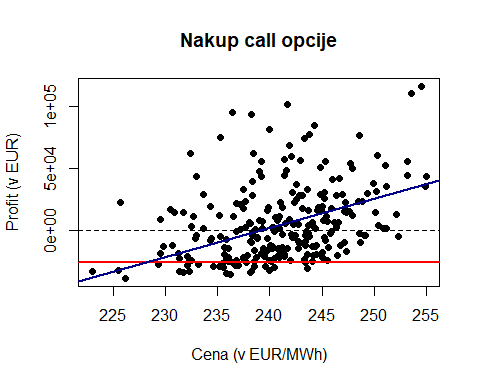 Nakup call opcije
Profit (v EUR)
1e+05
5e+04
0e+00
225
230
235
240
245
250
255
Cena (v EUR/MWh)